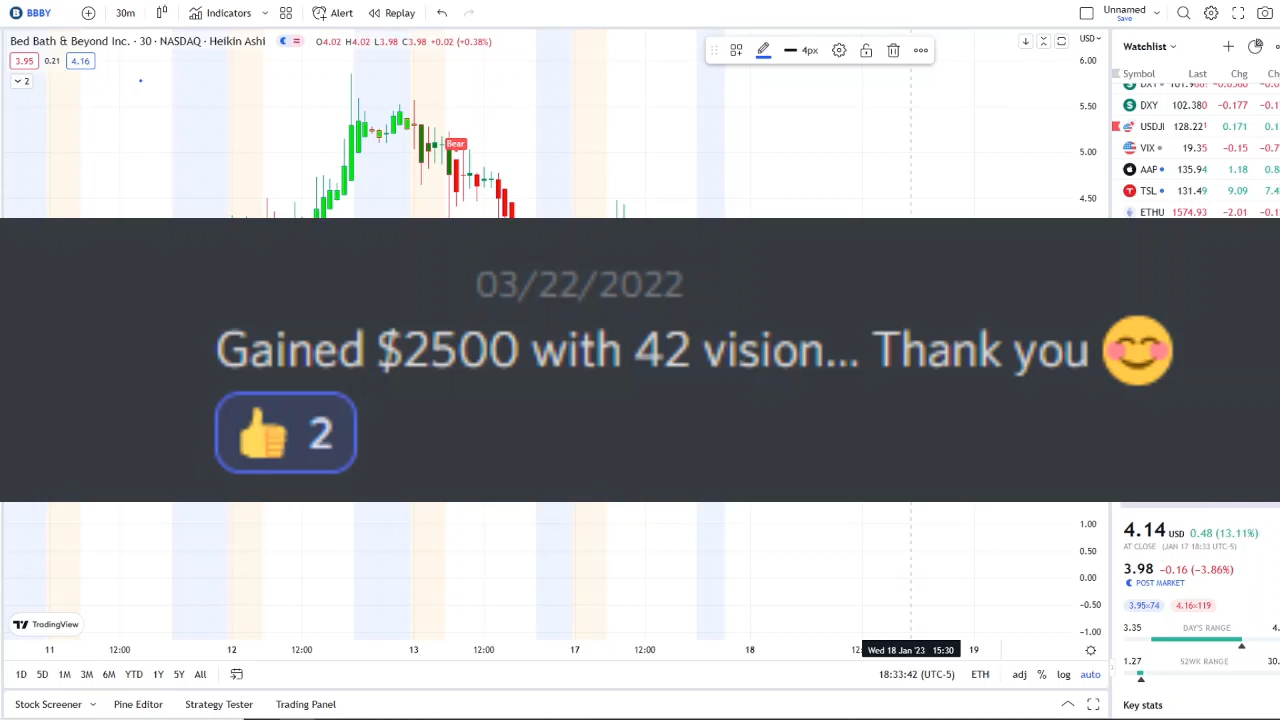 BBBY 30m Indicators Alert Replay Unnamed
Save
Bed Bath & Beyond Inc. · 30 · NASDAQ · Heikin Ashi O4.02 H4.02 L3.98 C3.98 +0.02 (+0.38%)
3.95 0.21 4.16
2
4px
USD
6.00
5.50
5.00
4.50
Bear
Watchlist
Symbol Last Chg
DXY 102.380 −0.177
USDJI 128.221 0.171
VIX 19.35 −0.15
AAP 135.94 1.18
TSL 131.49 9.09
ETHU 1574.93 −2.01
03/22/2022
Gained $2500 with 42 vision... Thank you 😊
👍 2
1.00
0.50
0.00
−0.50
−1.00
4.14 USD 0.48 (13.11%)
AT CLOSE (JAN 17 18:33 UTC-5)
3.98 −0.16 (−3.86%)
POST MARKET
3.95×74 4.16×119
3.35 DAY'S RANGE
1.27 52WK RANGE
Key stats
TradingView
11 12:00 12 12:00 13 12:00 17 12:00 18 Wed 18 Jan '23 15:30 19
1D 5D 1M 3M 6M YTD 1Y 5Y All 18:33:42 (UTC-5) ETH adj % log auto
Stock Screener Pine Editor Strategy Tester Trading Panel